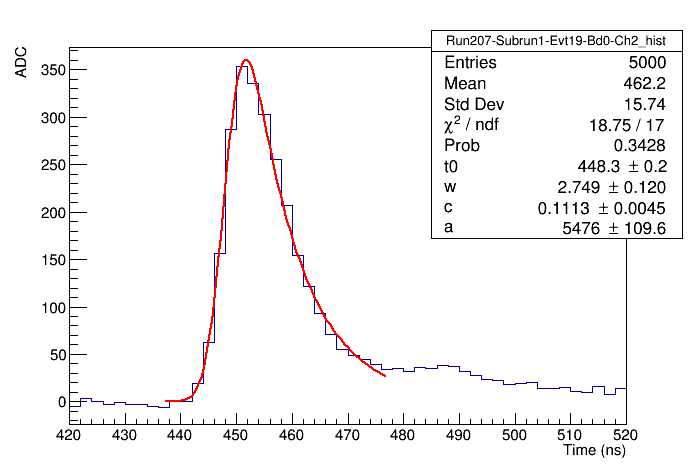 Run207-Subrun1-Evt19-Bd0-Ch2_hist
Entries 5000
Mean 462.2
Std Dev 15.74
χ² / ndf 18.75 / 17
Prob 0.3428
t0 448.3 ± 0.2
w 2.749 ± 0.120
c 0.1113 ± 0.0045
a 5476 ± 109.6
ADC
350
300
250
200
150
100
50
0
420 430 440 450 460 470 480 490 500 510 520
Time (ns)